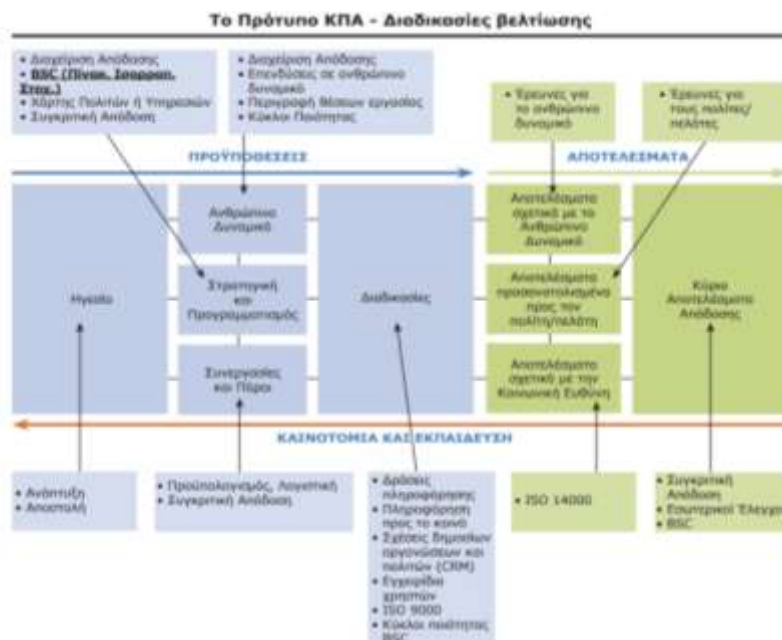 Το Πρότυπο ΚΠΑ – Διαδικασίες βελτίωσης
• Διαχείριση Απόδοσης
• BSC (Πίνακ. Ισορροπ.
Στοχ.)
• Χάρτης Πολιτών ή Υπηρεσιών
• Συγκριτική Απόδοση
• Διαχείριση Απόδοσης
• Επενδύσεις σε ανθρώπινο
δυναμικό
• Περιγραφή θέσεων εργασίας
• Κύκλοι Ποιότητας
• Έρευνες για
το ανθρώπινο
δυναμικό
• Έρευνες για
τους πολίτες/
πελάτες
ΠΡΟΫΠΟΘΕΣΕΙΣ
ΑΠΟΤΕΛΕΣΜΑΤΑ
Ηγεσία
Ανθρώπινο
Δυναμικό
Στρατηγική
και
Προγραμματισμός
Συνεργασίες
και Πόροι
Διαδικασίες
Αποτελέσματα
σχετικά με το
Ανθρώπινο
Δυναμικό
Αποτελέσματα
προσανατολισμένα
προς τον
πολίτη/πελάτη
Αποτελέσματα
σχετικά με την
Κοινωνική Ευθύνη
Κύρια
Αποτελέσματα
Απόδοσης
ΚΑΙΝΟΤΟΜΙΑ ΚΑΙ ΕΚΠΑΙΔΕΥΣΗ
• Ανάπτυξη
• Αποστολή
• Προϋπολογισμός, Λογιστική
• Συγκριτική Απόδοση
• Δράσεις
πληροφόρησης
• Πληροφόρηση
προς το κοινό
• Σχέσεις δημοσίων
οργανώσεων και
πολιτών (CRM)
• Εγχειρίδια
χρηστών
• ISO 9000
• Κύκλοι ποιότητας
BSC
• ISO 14000
• Συγκριτική
Απόδοση
• Εσωτερικοί Έλεγχοι
• BSC